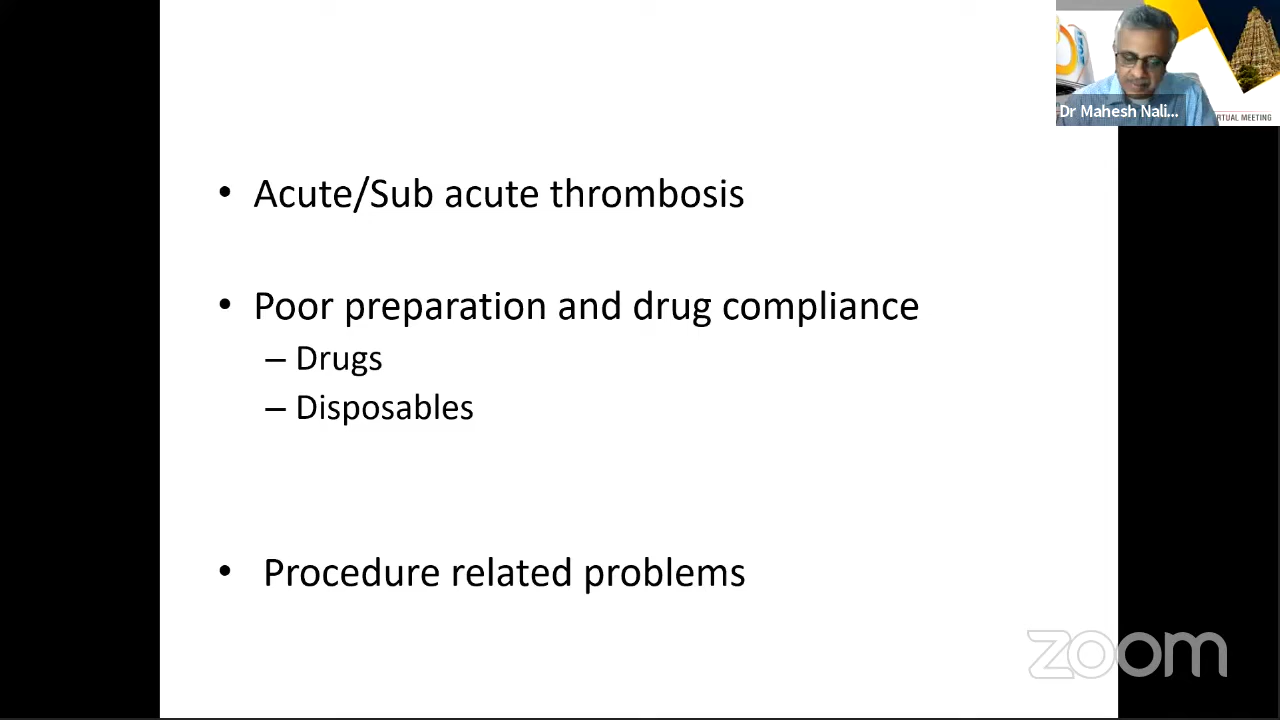 Dr Mahesh Nali...
RTUAL MEETING
• Acute/Sub acute thrombosis
• Poor preparation and drug compliance
– Drugs
– Disposables
• Procedure related problems
zoom